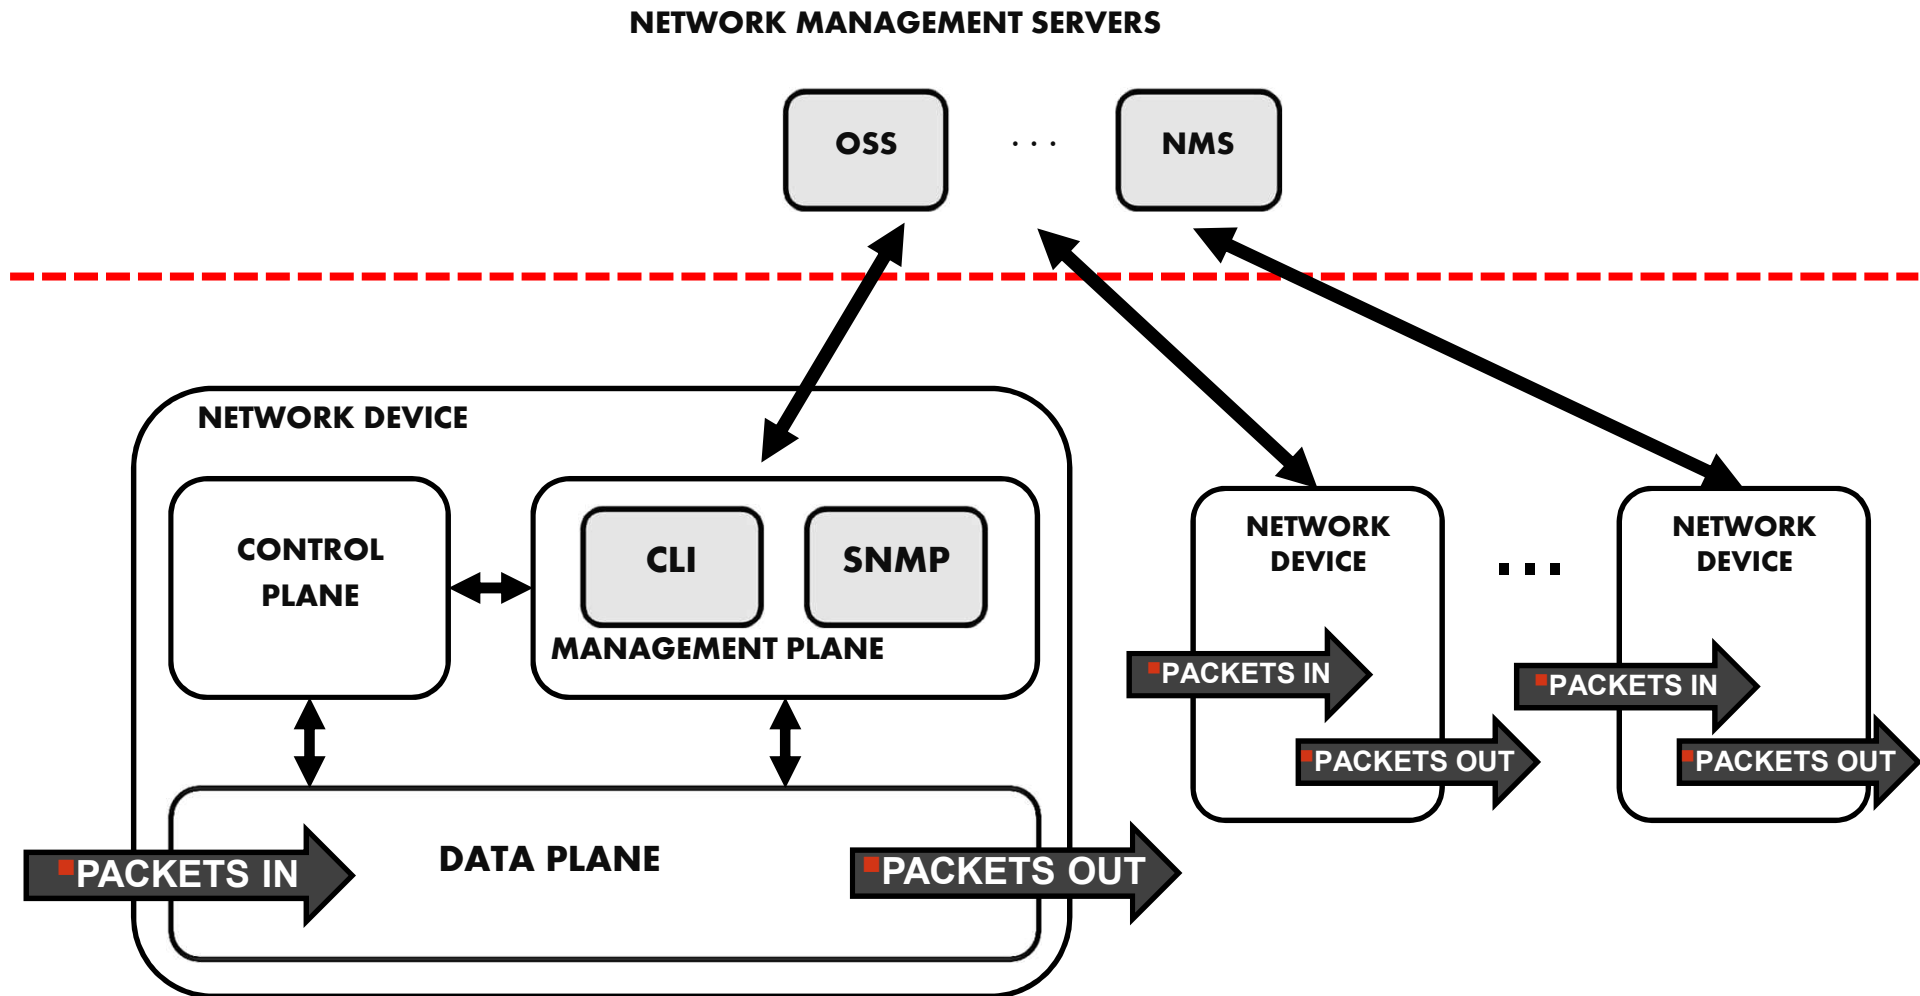 NETWORK MANAGEMENT SERVERS
OSS
. . .
NMS
NETWORK DEVICE
CONTROL
PLANE
CLI
SNMP
MANAGEMENT PLANE
DATA PLANE
PACKETS IN
PACKETS OUT
NETWORK
DEVICE
PACKETS IN
PACKETS OUT
...
NETWORK
DEVICE
PACKETS IN
PACKETS OUT